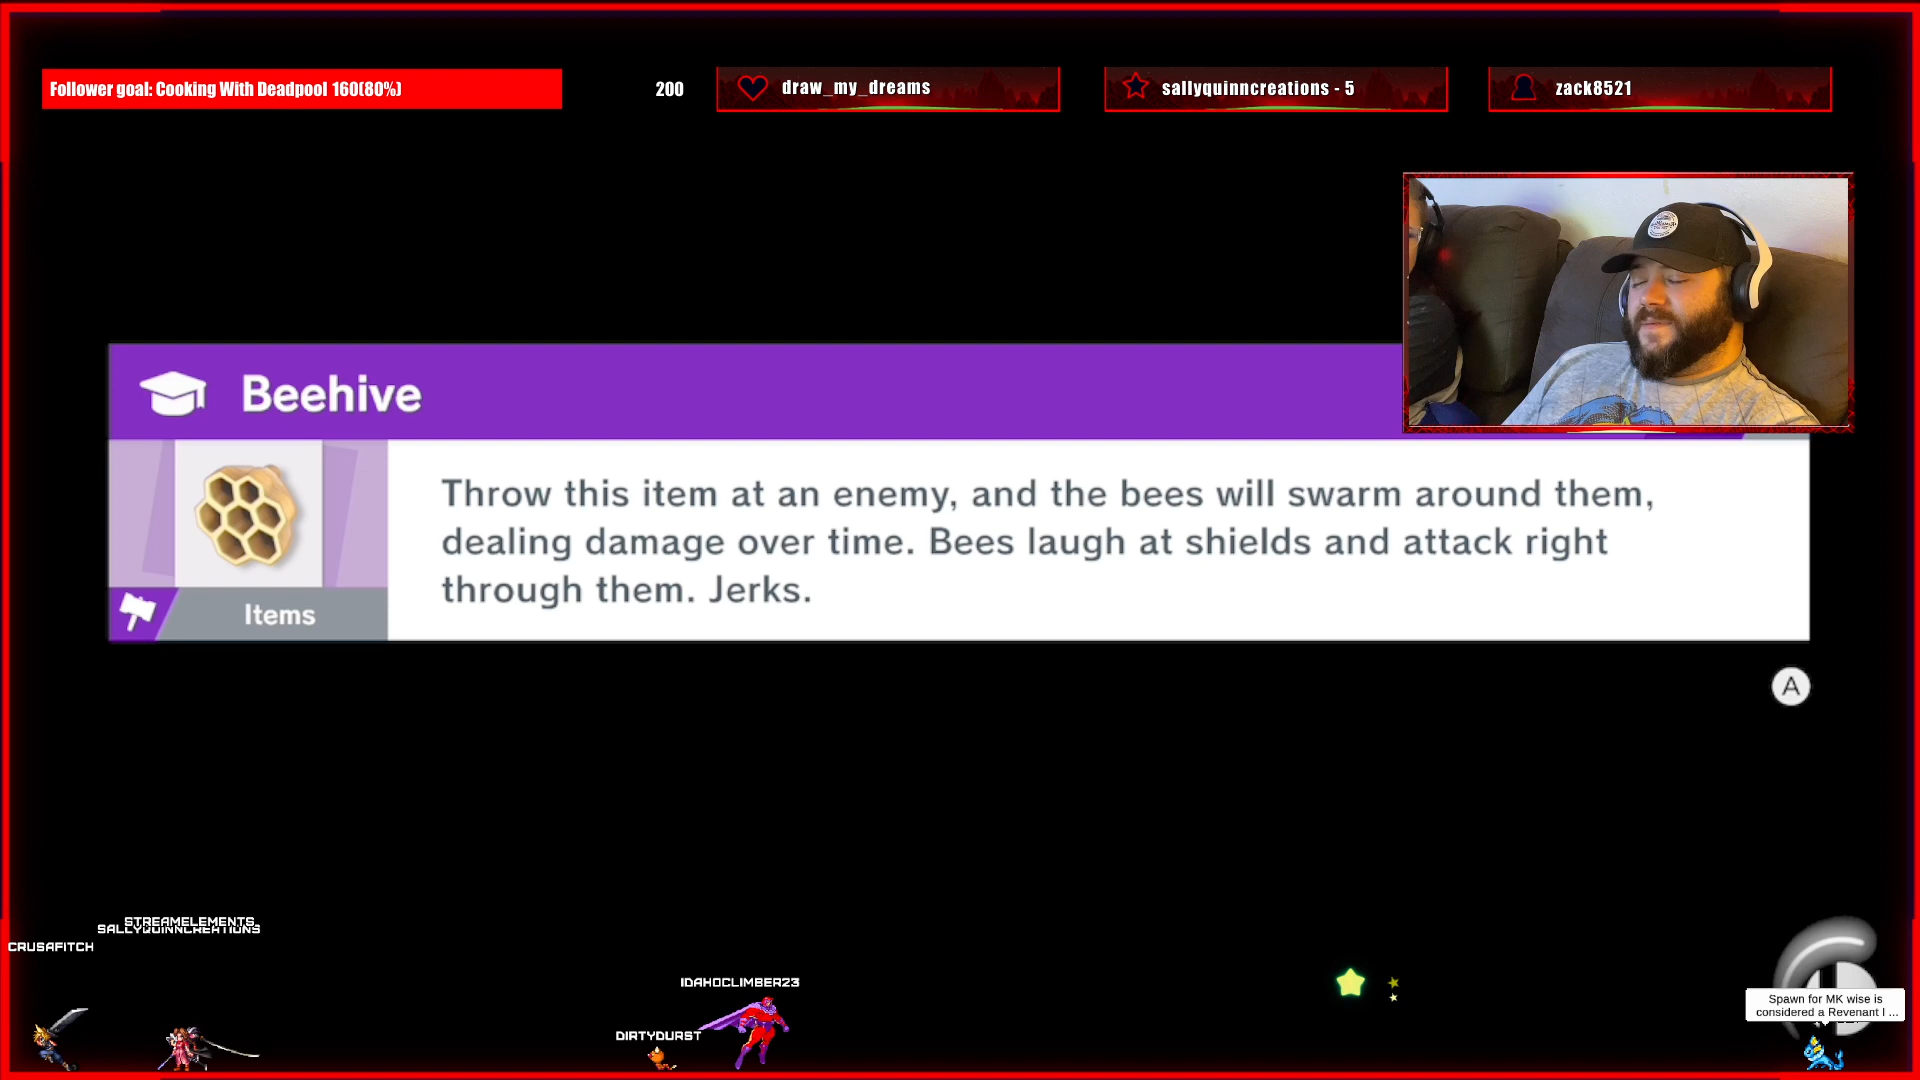 Follower goal: Cooking With Deadpool 160(80%)
200
draw_my_dreams
sallyquinncreations - 5
zack8521
Beehive
Throw this item at an enemy, and the bees will swarm around them,
dealing damage over time. Bees laugh at shields and attack right
through them. Jerks.
Items
A
STREAMELEMENTS
SALLYQUINNCREATIONS
CRUSAFITCH
IDAHOCLIMBER23
DIRTYDURST
Spawn for MK wise is
considered a Revenant I ...